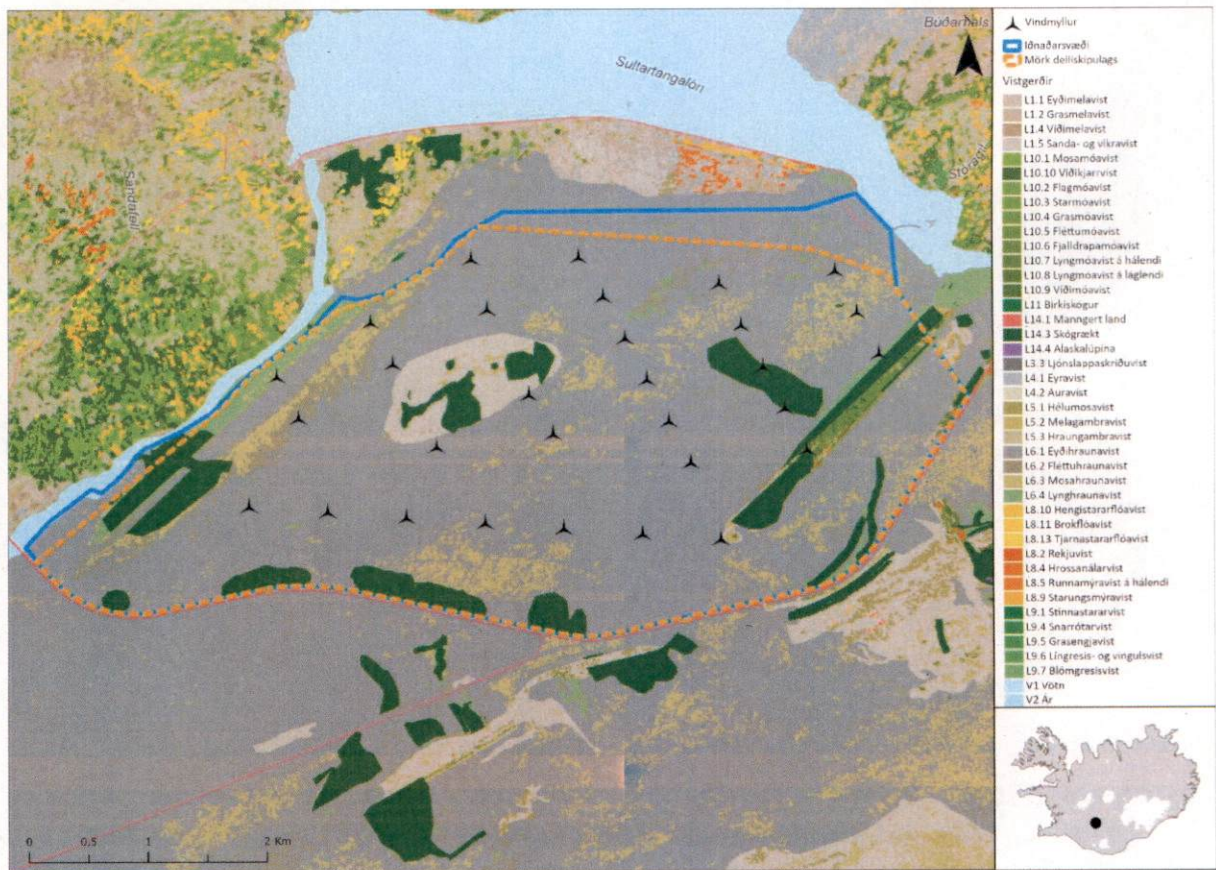 Búðarháls
Sultartangalón
Sandafell
Stóragil
0 0,5 1 2 Km
Vindmyllur
Iðnaðarsvæði
Mörk deiliskipulags
Vistgerðir
L1.1 Eyðimelavist
L1.2 Grasmelavist
L1.4 Víðimelavist
L1.5 Sanda- og vikravist
L10.1 Mosamóavist
L10.10 Víðikjarrvist
L10.2 Flagmóavist
L10.3 Starmóavist
L10.4 Grasmóavist
L10.5 Fléttumóavist
L10.6 Fjalldrapamóavist
L10.7 Lyngmóavist á hálendi
L10.8 Lyngmóavist á láglendi
L10.9 Víðimóavist
L11 Birkiskógur
L14.1 Manngert land
L14.3 Skógrækt
L14.4 Alaskalúpína
L3.3 Ljónslappaskriðuvist
L4.1 Eyravist
L4.2 Auravist
L5.1 Hélumosavist
L5.2 Melagambravist
L5.3 Hraungambravist
L6.1 Eyðihraunavist
L6.2 Fléttuhraunavist
L6.3 Mosahraunavist
L6.4 Lynghraunavist
L8.10 Hengistararflóavist
L8.11 Brokflóavist
L8.13 Tjarnastararflóavist
L8.2 Rekjuvist
L8.4 Hrossanálarvist
L8.5 Runnamýravist á hálendi
L8.9 Starungsmýravist
L9.1 Stinnastararvist
L9.4 Snarrótarvist
L9.5 Grasengjavist
L9.6 Língresis- og vingulsvist
L9.7 Blómgresisvist
V1 Vötn
V2 Ár